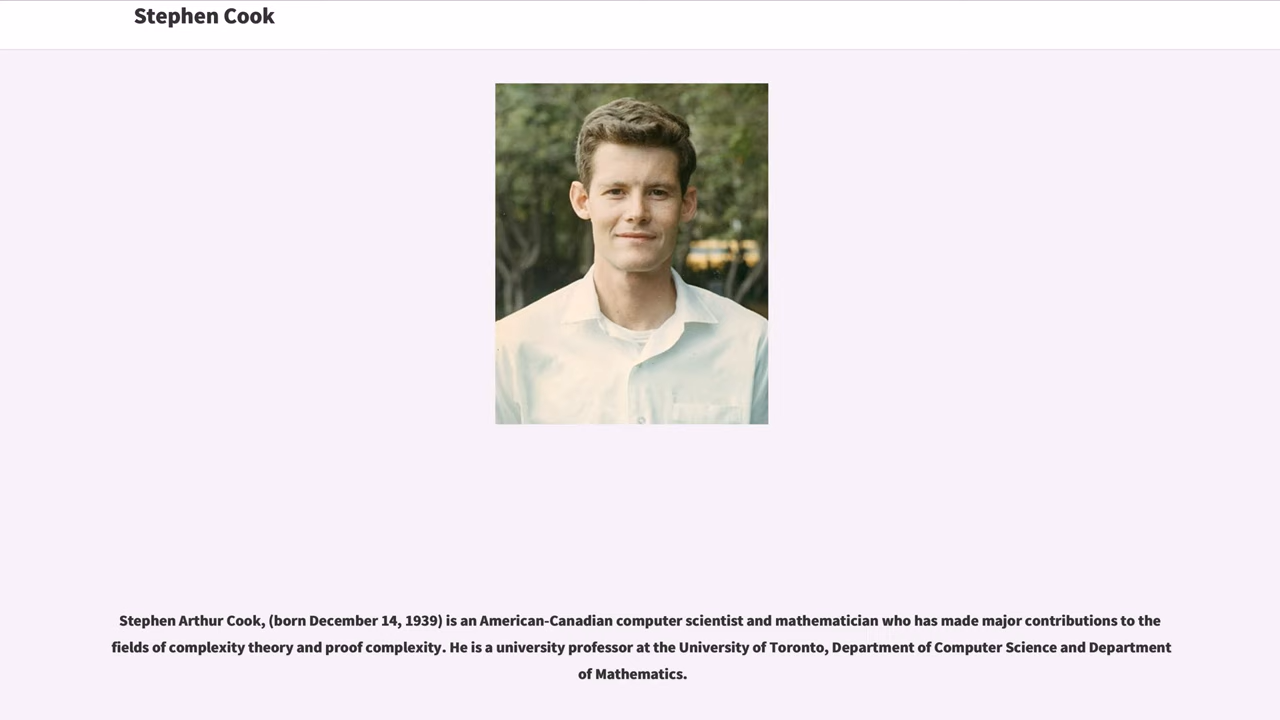 Stephen Cook
Stephen Arthur Cook, (born December 14, 1939) is an American-Canadian computer scientist and mathematician who has made major contributions to the
fields of complexity theory and proof complexity. He is a university professor at the University of Toronto, Department of Computer Science and Department
of Mathematics.